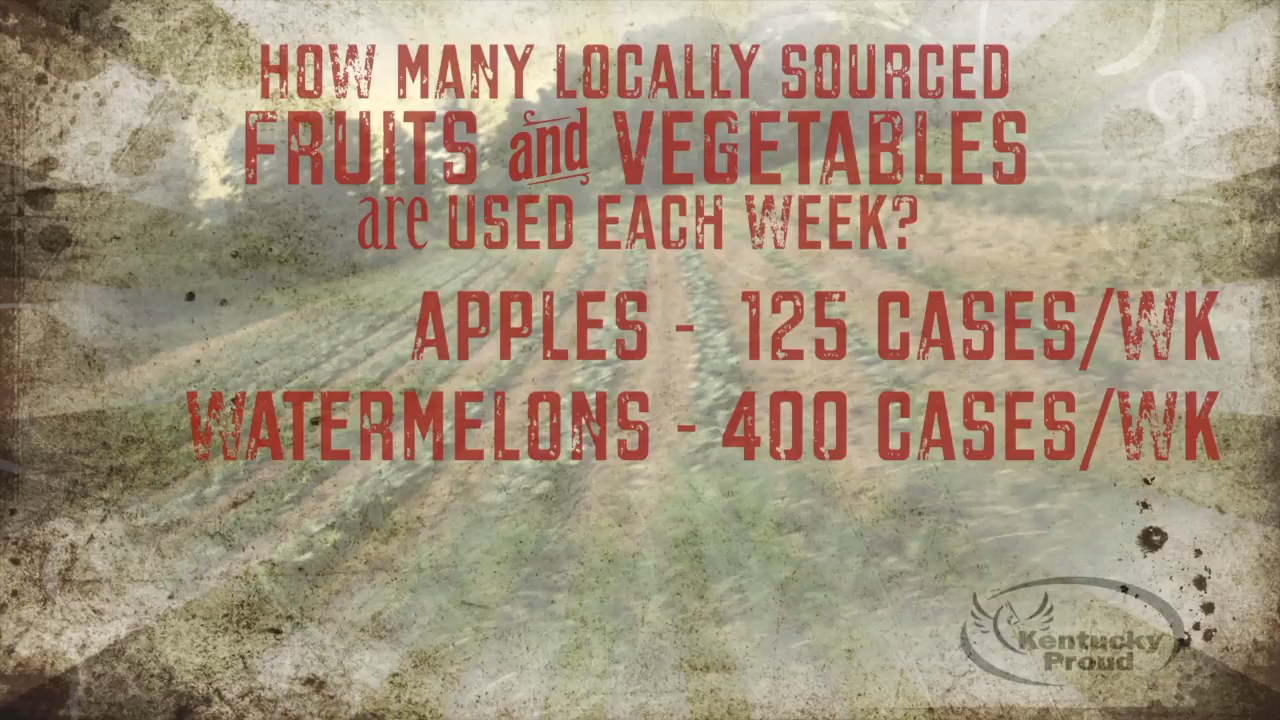 HOW MANY LOCALLY SOURCED
FRUITS and VEGETABLES
are USED EACH WEEK?
APPLES - 125 CASES/WK
WATERMELONS - 400 CASES/WK
Kentucky
Proud